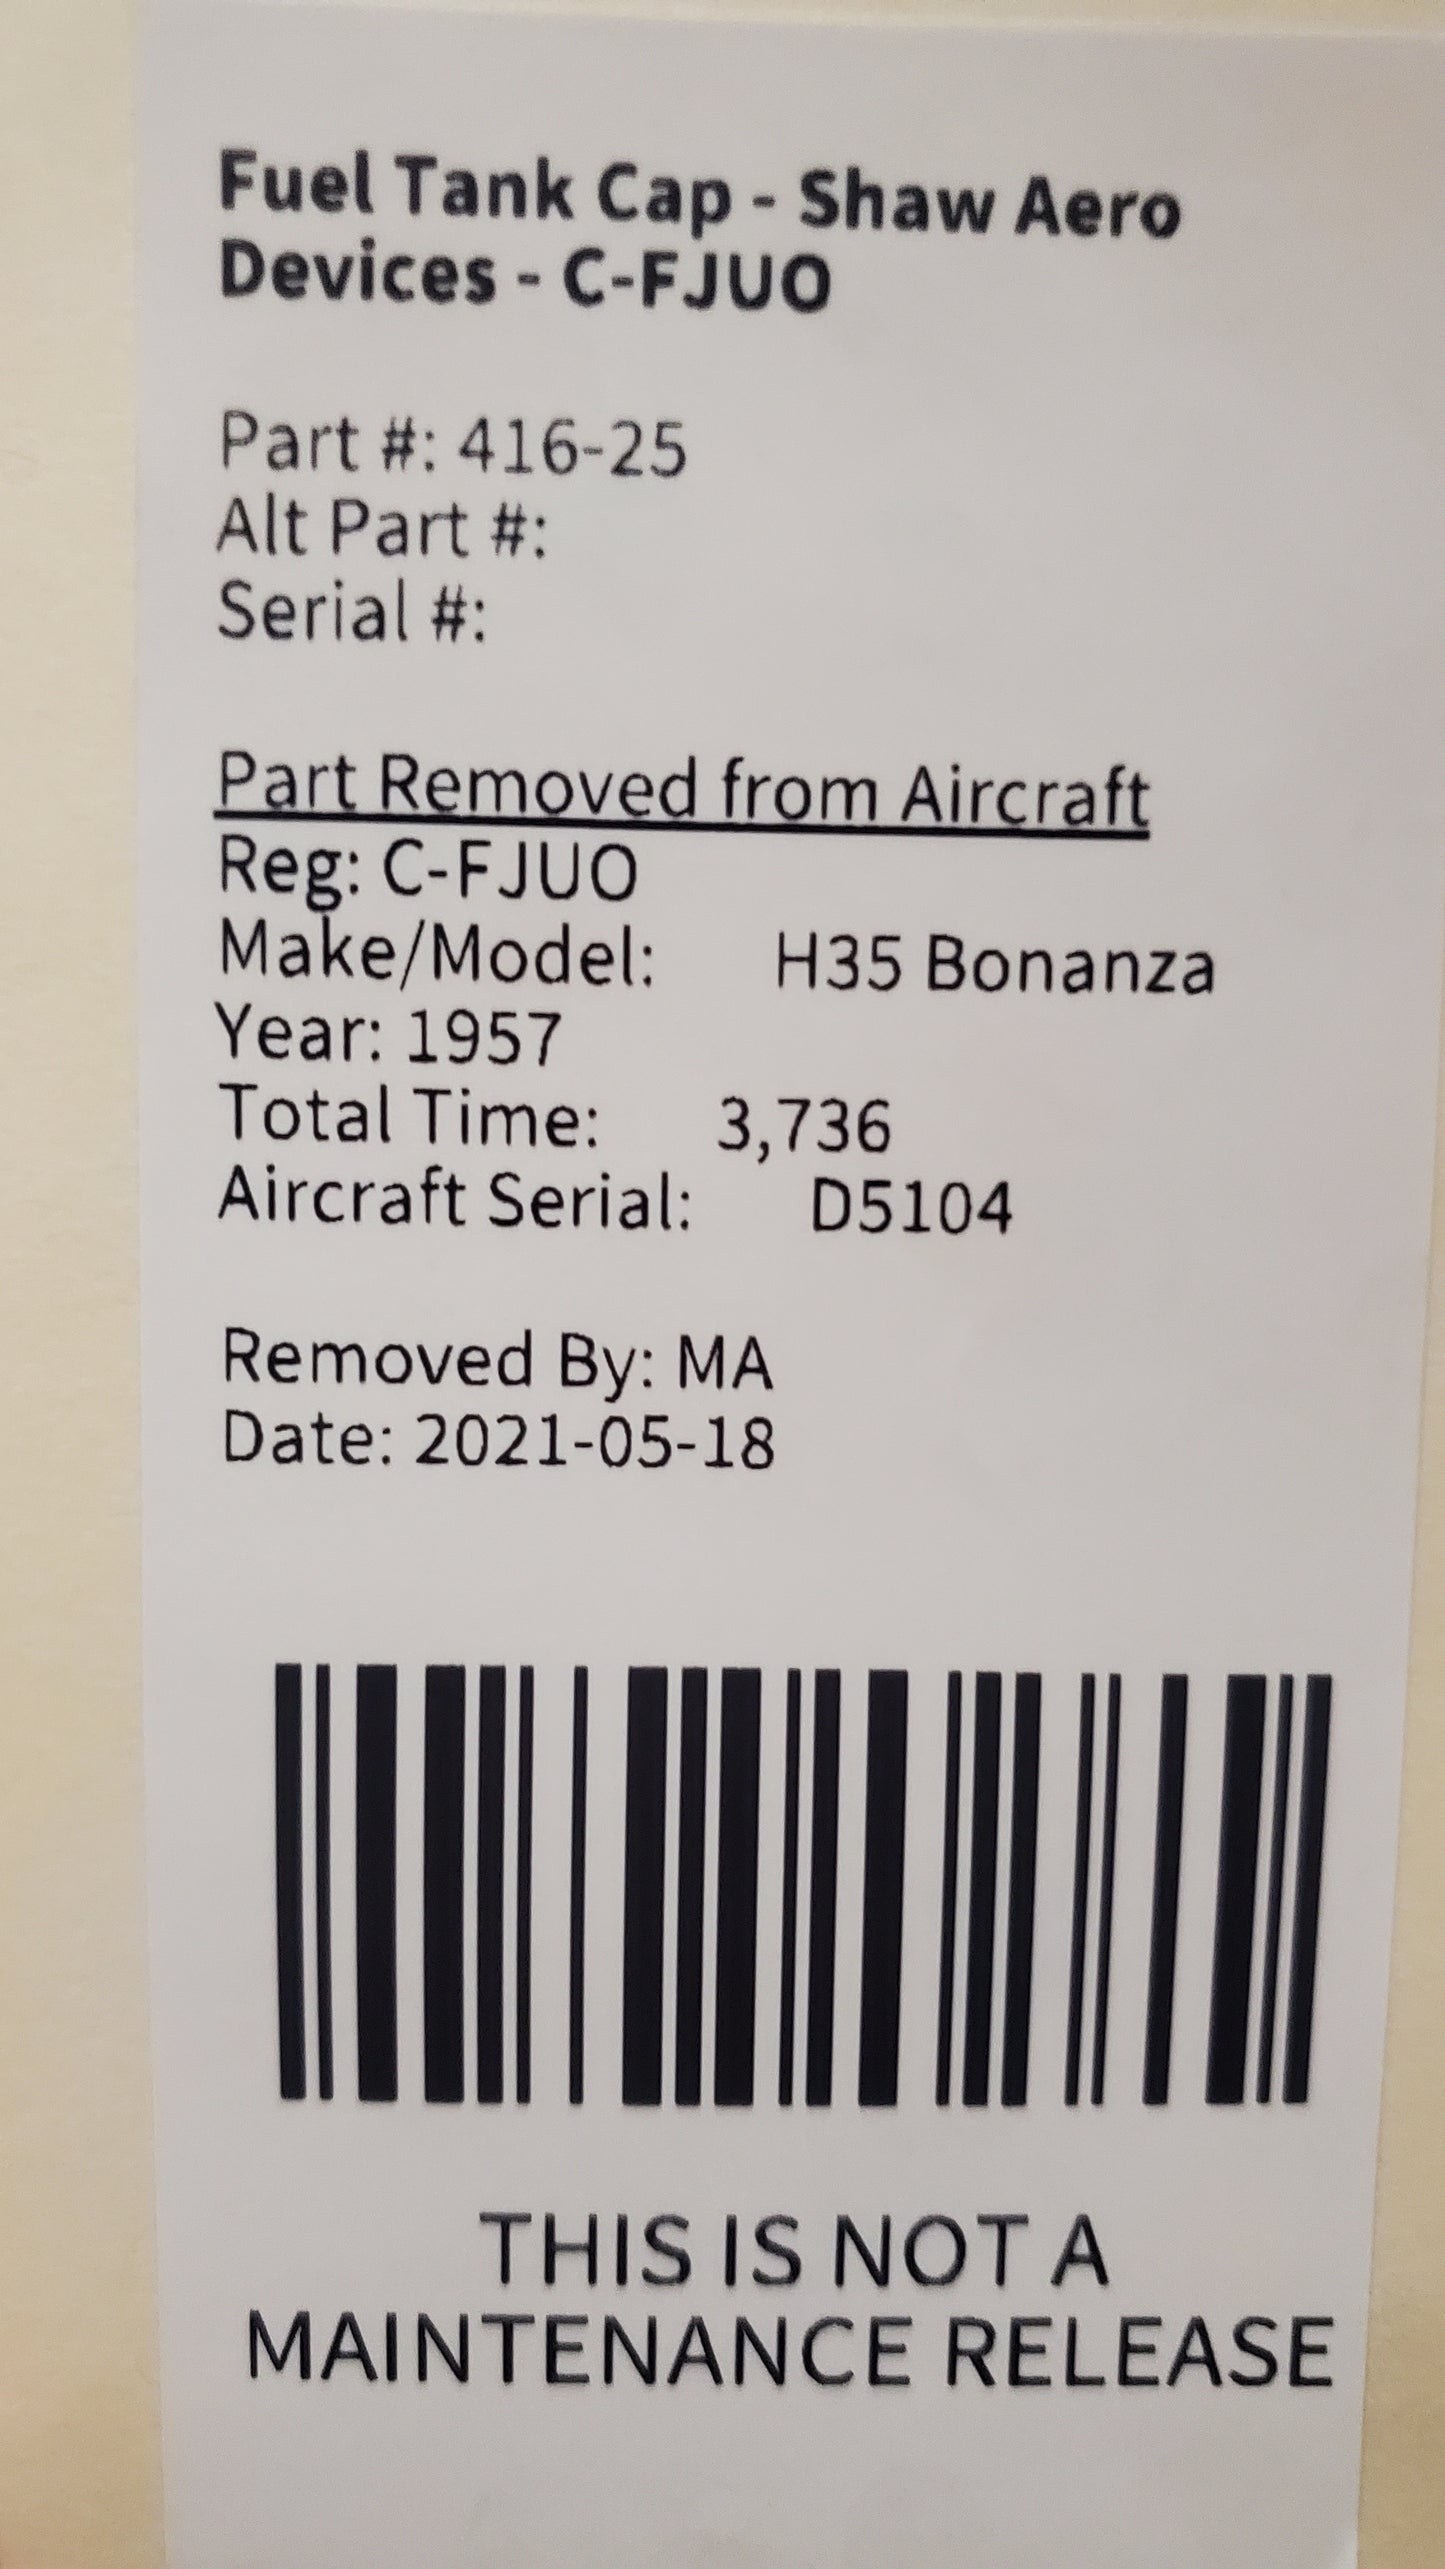 Fuel Tank Cap - Shaw Aero
Devices - C-FJUO
Part #: 416-25
Alt Part #:
Serial #:
Part Removed from Aircraft
Reg: C-FJUO
Make/Model: H35 Bonanza
Year: 1957
Total Time: 3,736
Aircraft Serial: D5104
Removed By: MA
Date: 2021-05-18
THIS IS NOT A
MAINTENANCE RELEASE